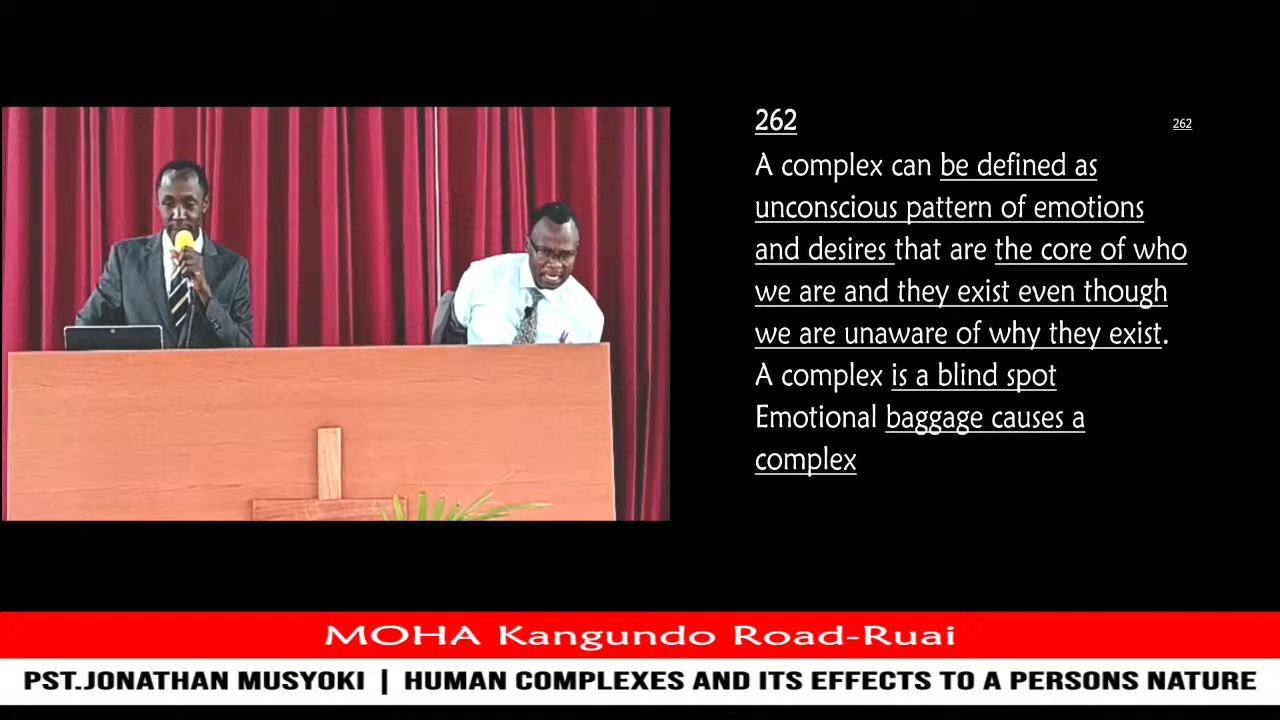 262
262
A complex can be defined as
unconscious pattern of emotions
and desires that are the core of who
we are and they exist even though
we are unaware of why they exist.
A complex is a blind spot
Emotional baggage causes a
complex
MOHA Kangundo Road-Ruai
PST.JONATHAN MUSYOKI | HUMAN COMPLEXES AND ITS EFFECTS TO A PERSONS NATURE